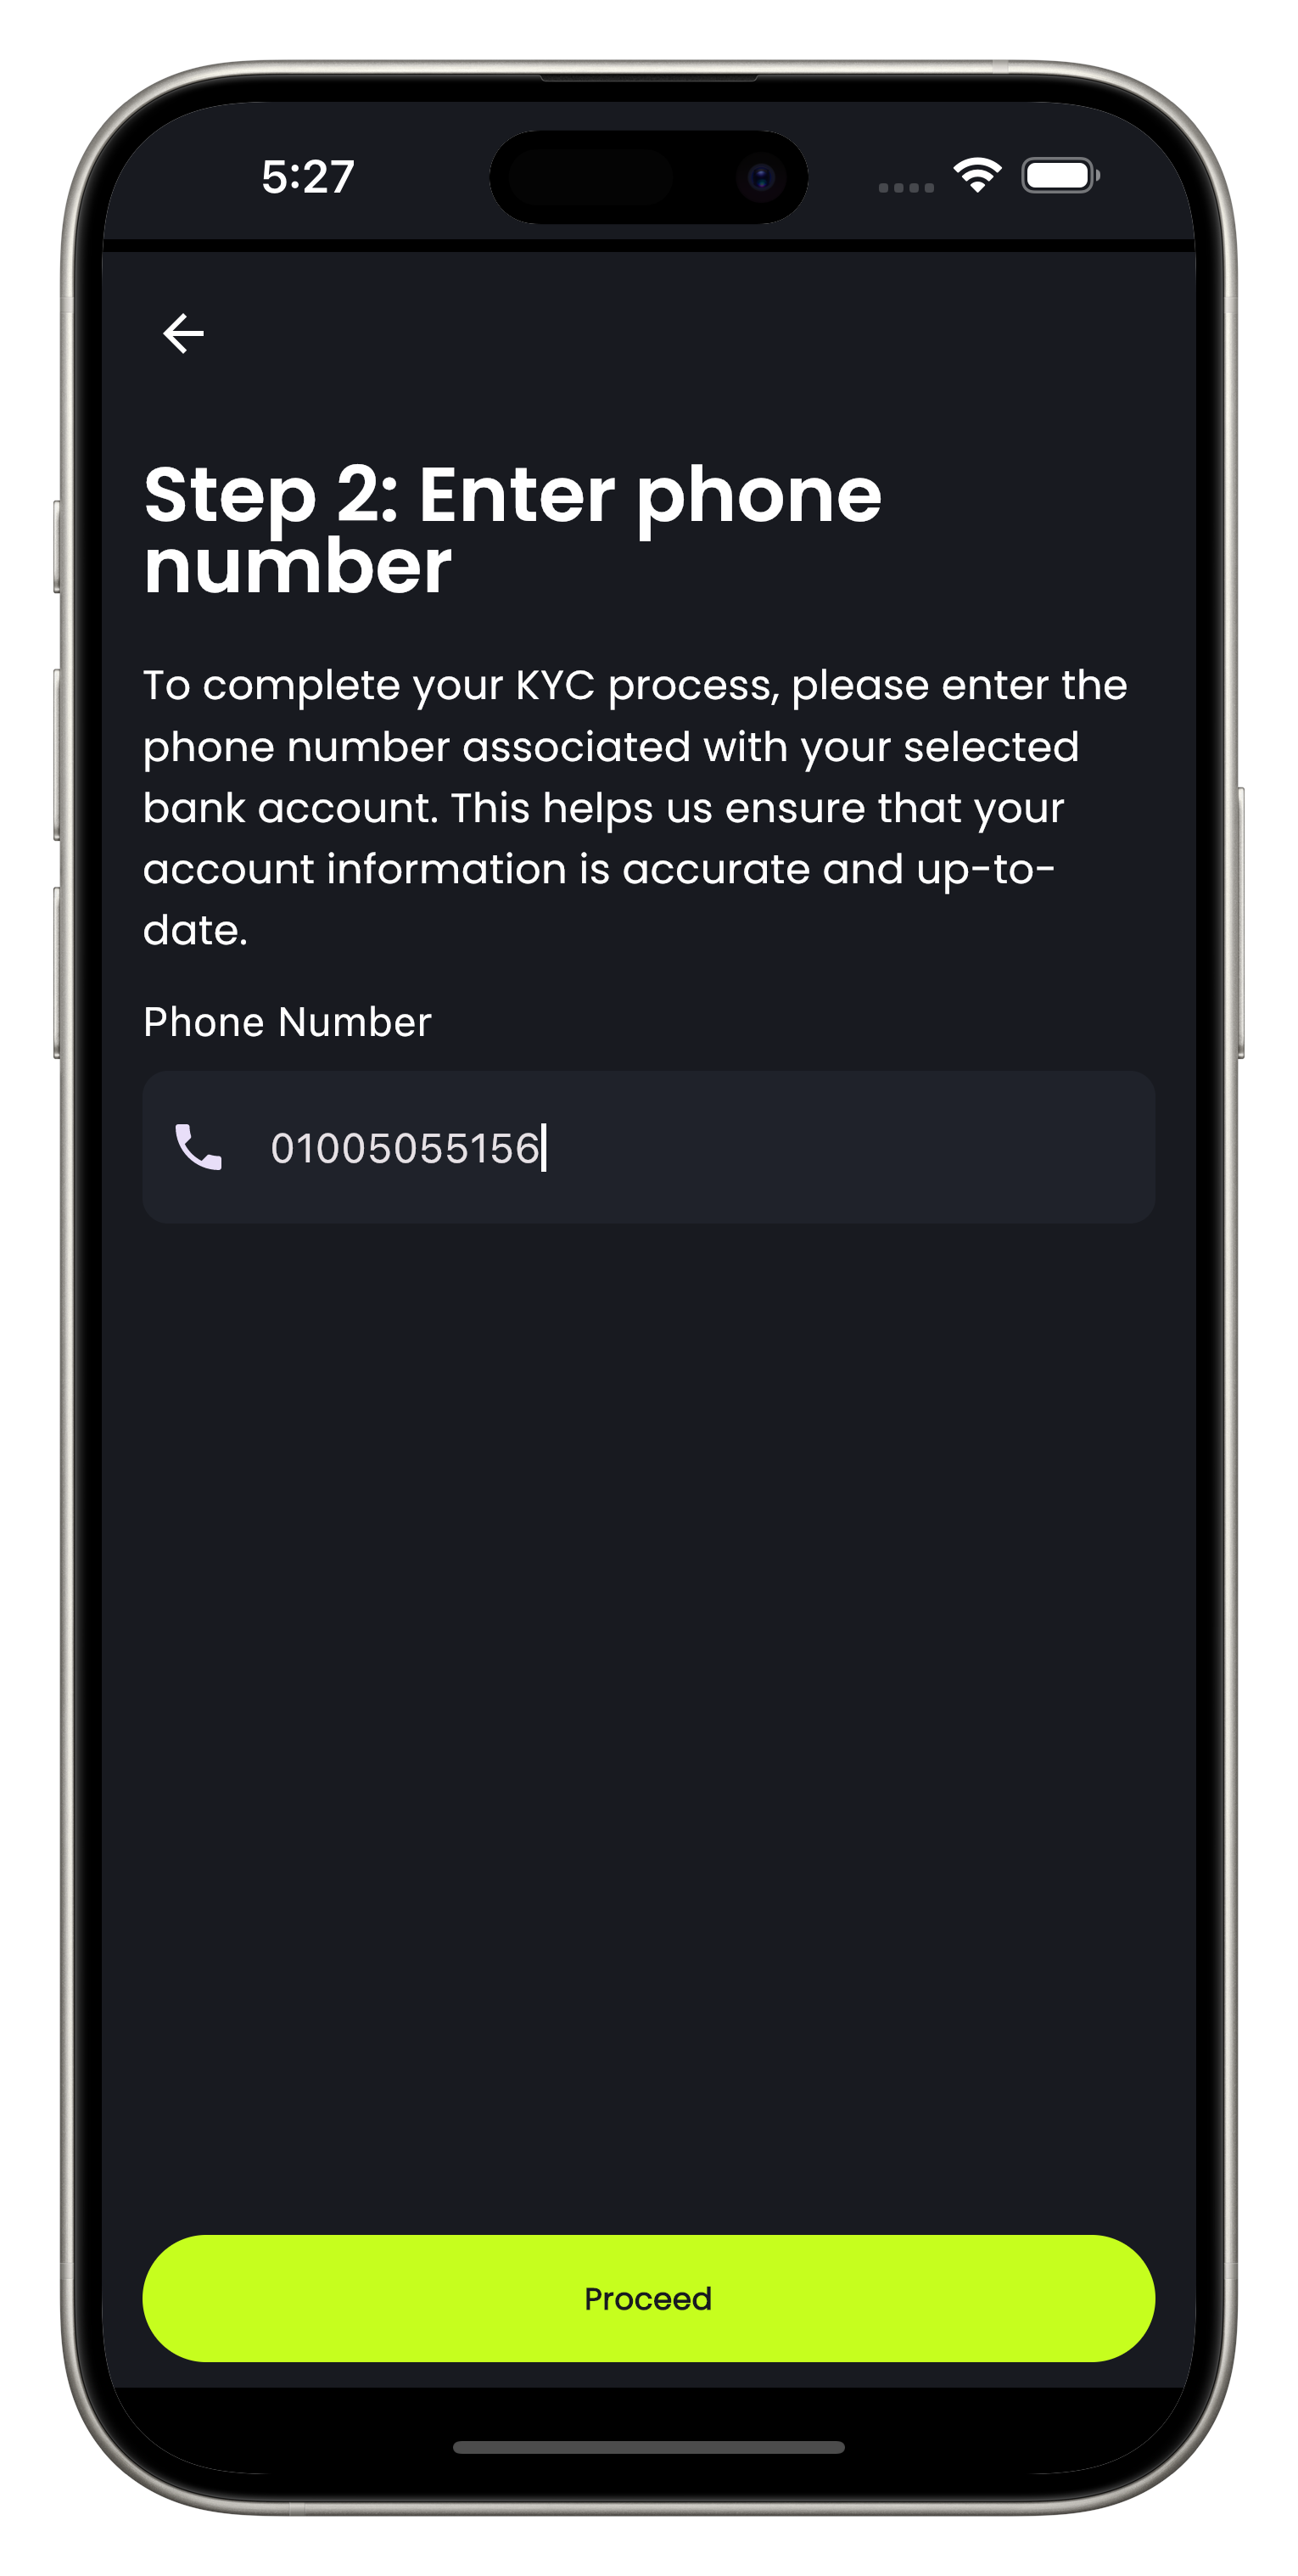 5:27
Step 2: Enter phone
number
To complete your KYC process, please enter the
phone number associated with your selected
bank account. This helps us ensure that your
account information is accurate and up-to-
date.
Phone Number
01005055156
Proceed